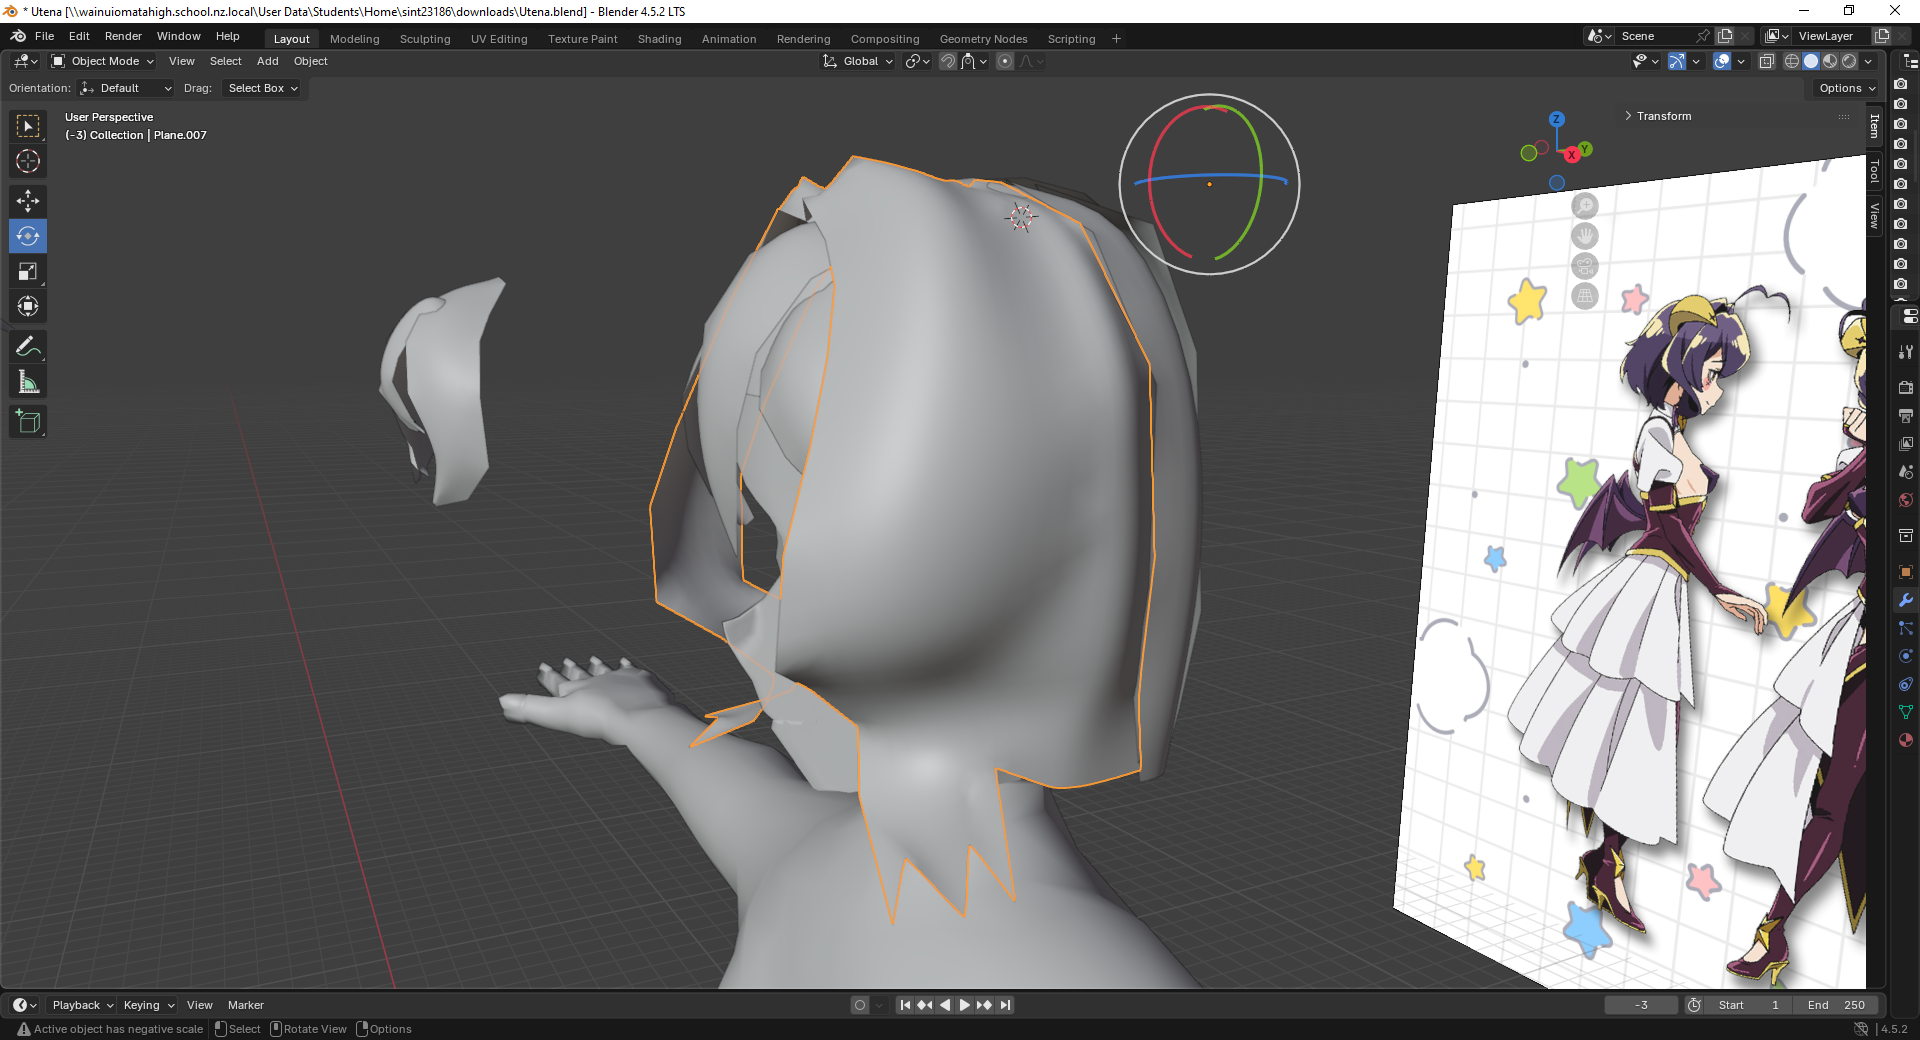 * Utena [\\wainuiomatahigh.school.nz.local\User Data\Students\Home\sint23186\downloads\Utena.blend] - Blender 4.5.2 LTS
File Edit Render Window Help Layout Modeling Sculpting UV Editing Texture Paint Shading Animation Rendering Compositing Geometry Nodes Scripting + Scene ViewLayer
Object Mode View Select Add Object Global
Orientation: Default Drag: Select Box Options
User Perspective
(-3) Collection | Plane.007
Transform
Item
Tool
View
Z
Y
X
Playback Keying View Marker -3 Start 1 End 250
Active object has negative scale Select Rotate View Options 4.5.2